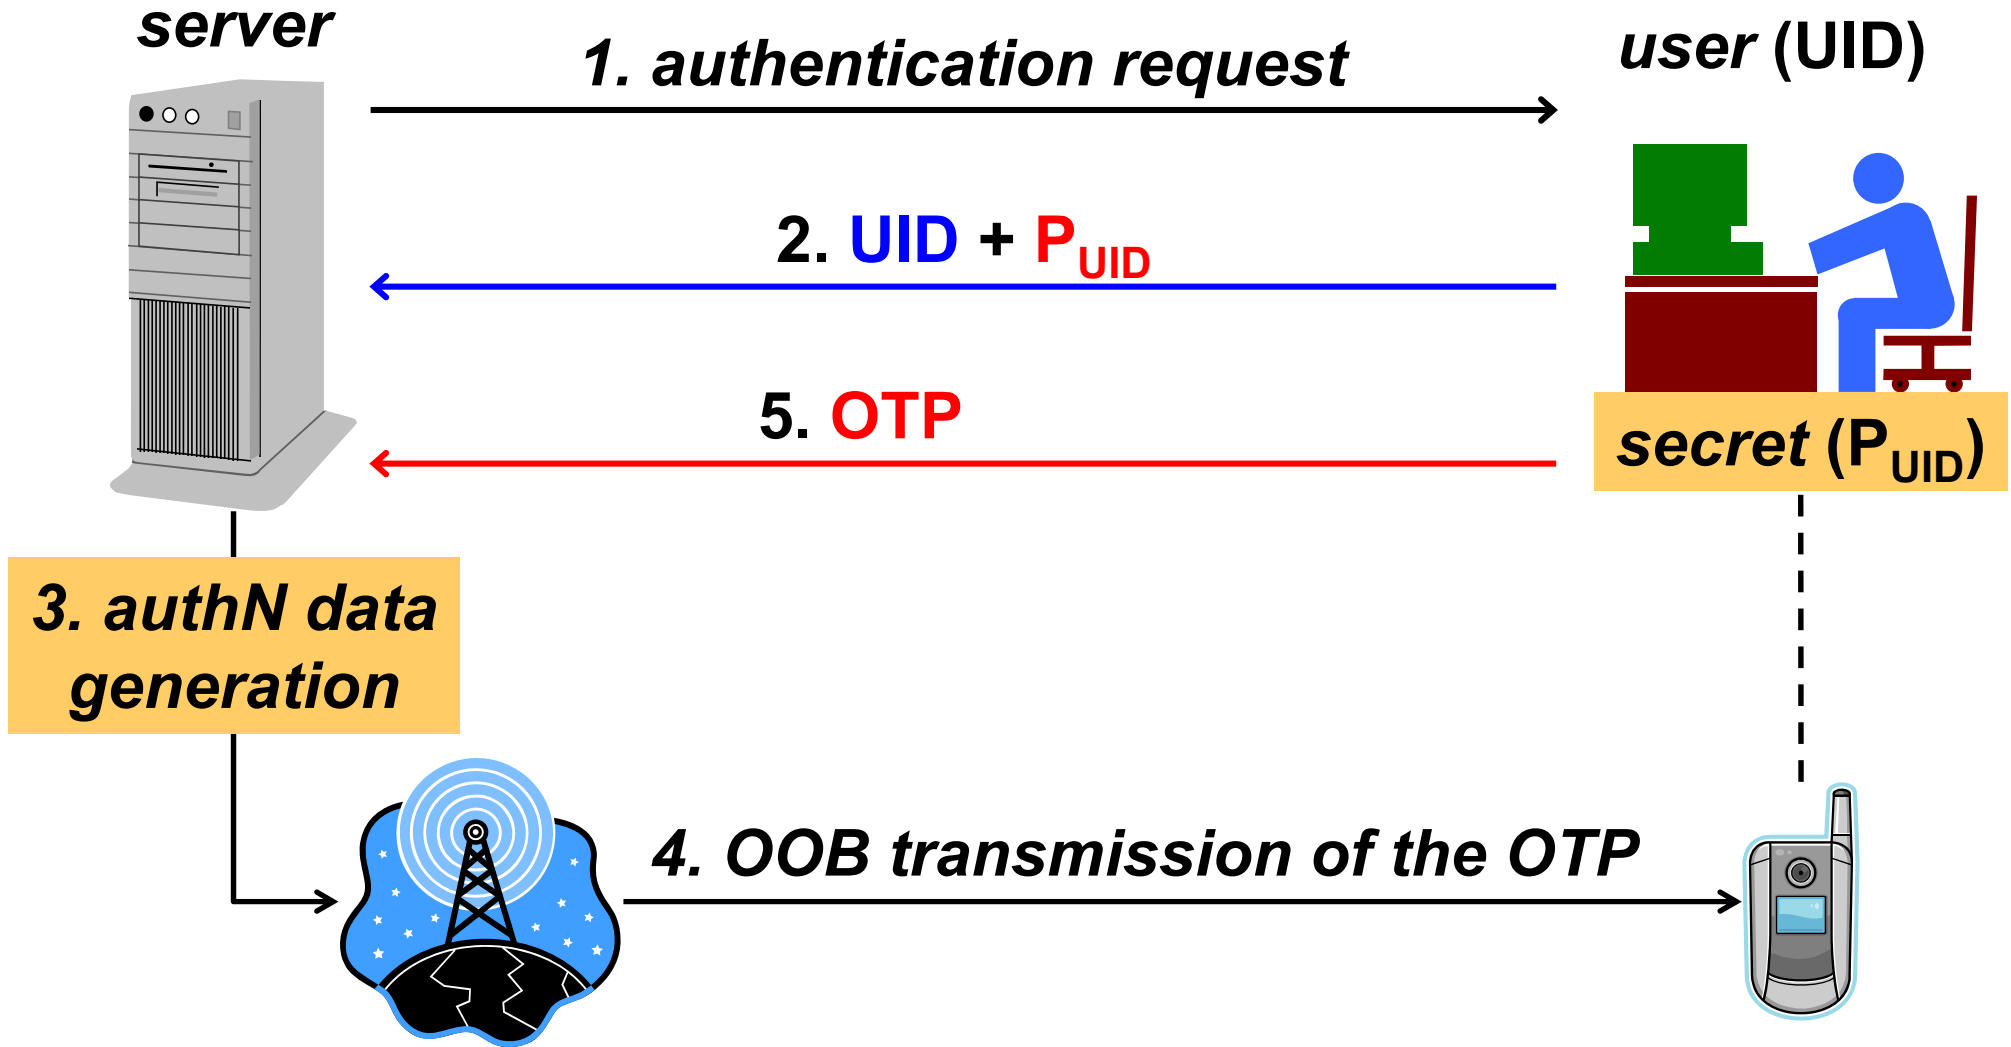 server
1. authentication request
user (UID)
2. UID + PUID
5. OTP
secret (PUID)
3. authN data
generation
4. OOB transmission of the OTP